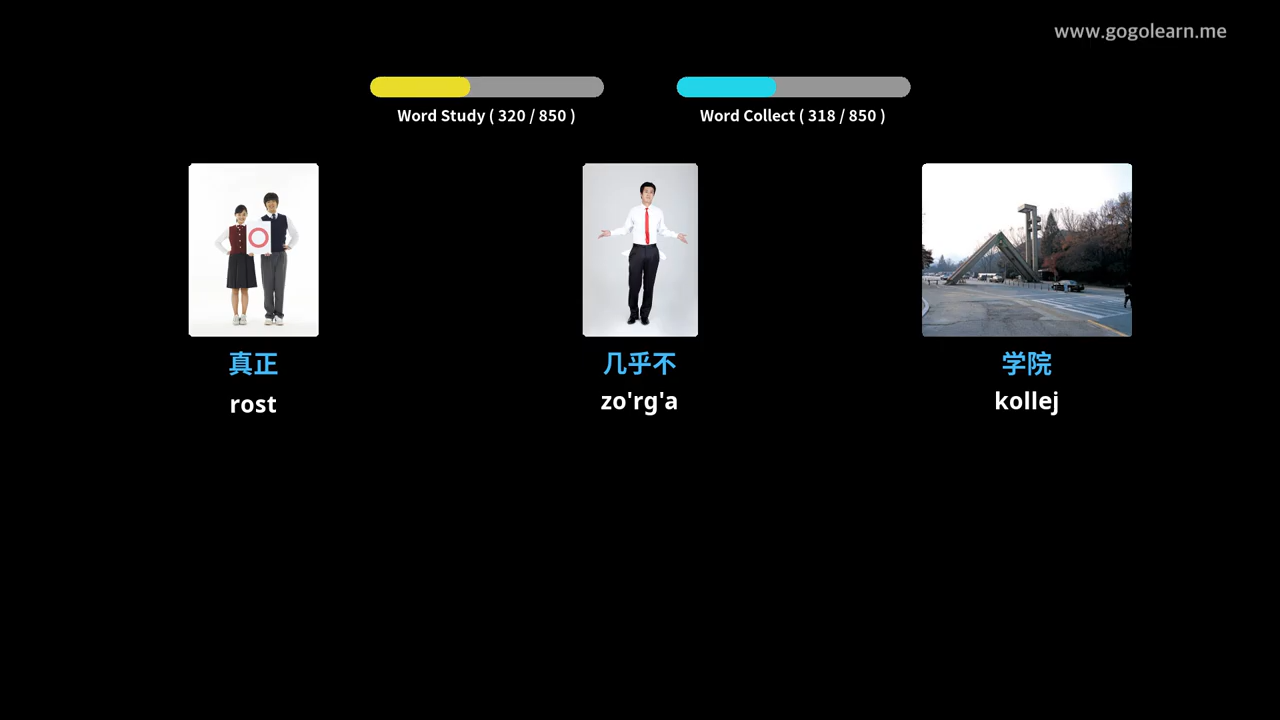 www.gogolearn.me
Word Study ( 320 / 850 )
Word Collect ( 318 / 850 )
真正
几乎不
学院
rost
zo'rg'a
kollej